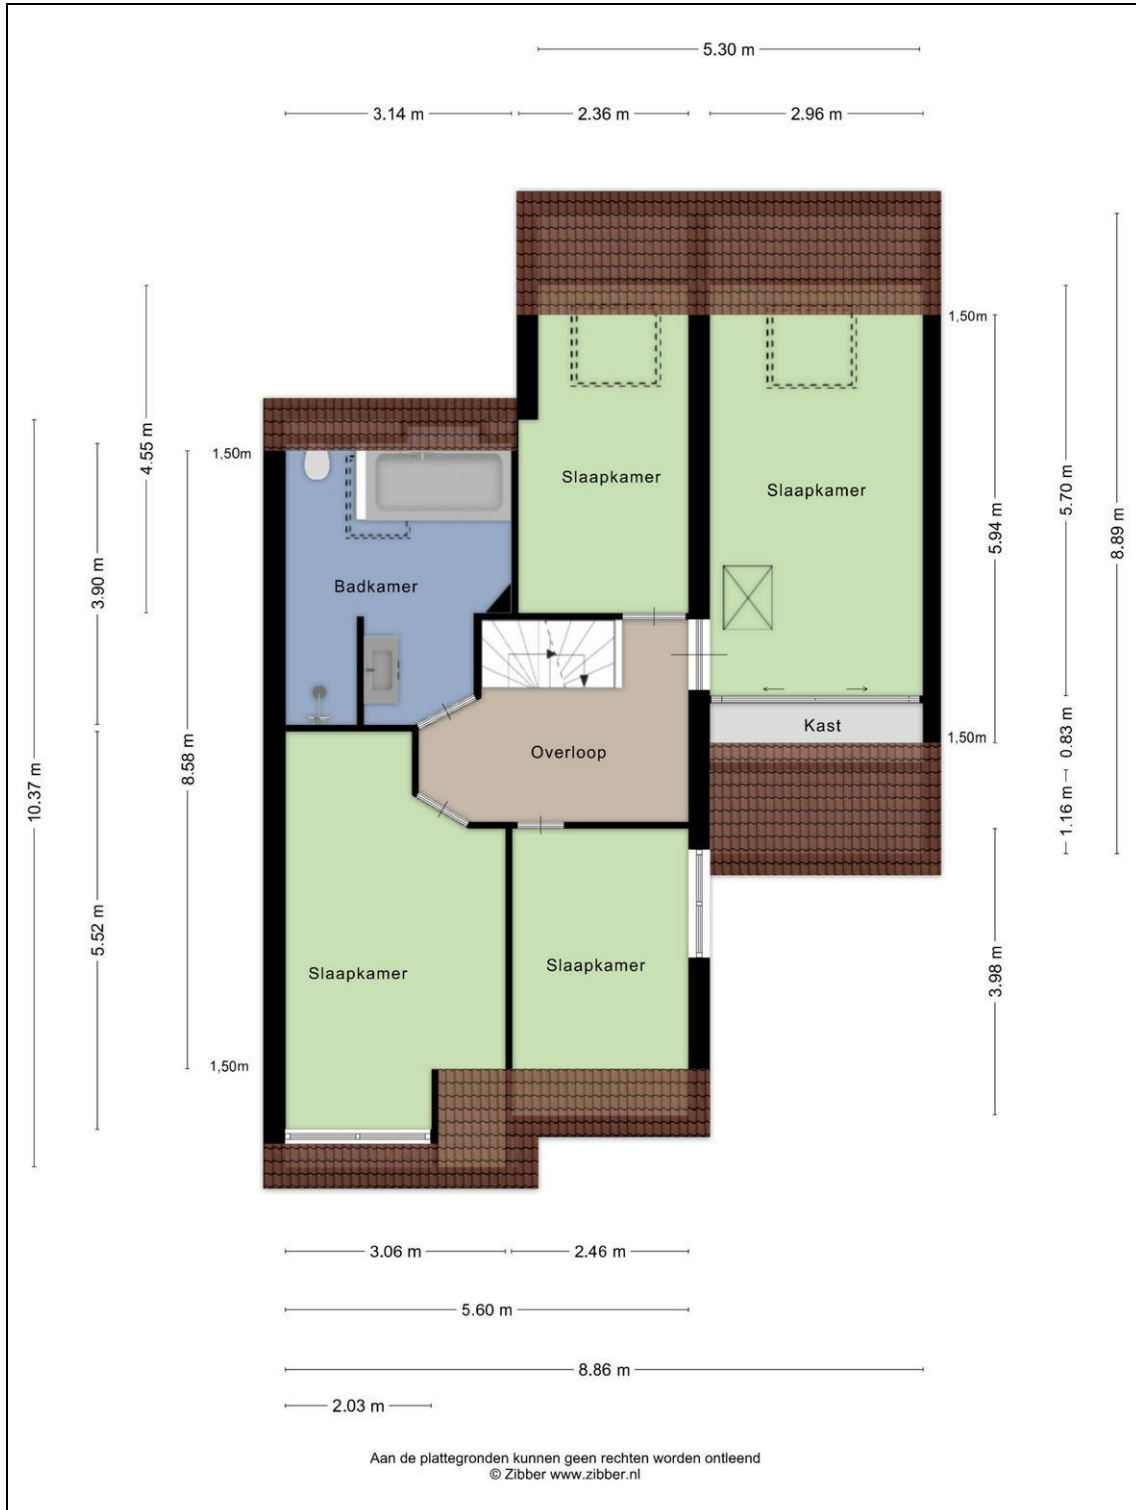 5.30 m
3.14 m
2.36 m
2.96 m
1,50m
4.55 m
1,50m
Slaapkamer
Slaapkamer
5.70 m
5.94 m
8.89 m
3.90 m
Badkamer
Kast
0.83 m
1,50m
Overloop
8.58 m
10.37 m
1.16 m
5.52 m
Slaapkamer
Slaapkamer
3.98 m
1,50m
3.06 m
2.46 m
5.60 m
8.86 m
2.03 m
Aan de plattegronden kunnen geen rechten worden ontleend
© Zibber www.zibber.nl